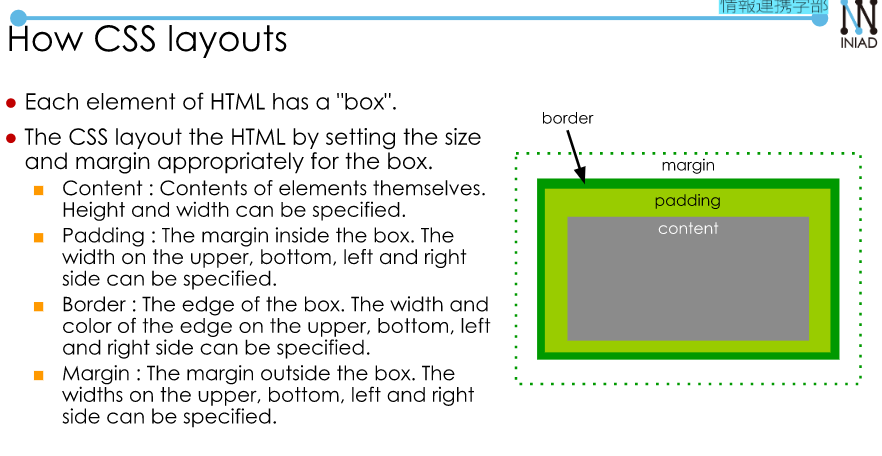 情報連携学部
INIAD
How CSS layouts
Each element of HTML has a "box".
The CSS layout the HTML by setting the size
and margin appropriately for the box.
Content : Contents of elements themselves.
Height and width can be specified.
Padding : The margin inside the box. The
width on the upper, bottom, left and right
side can be specified.
Border : The edge of the box. The width and
color of the edge on the upper, bottom, left
and right side can be specified.
Margin : The margin outside the box. The
widths on the upper, bottom, left and right
side can be specified.
border
margin
padding
content